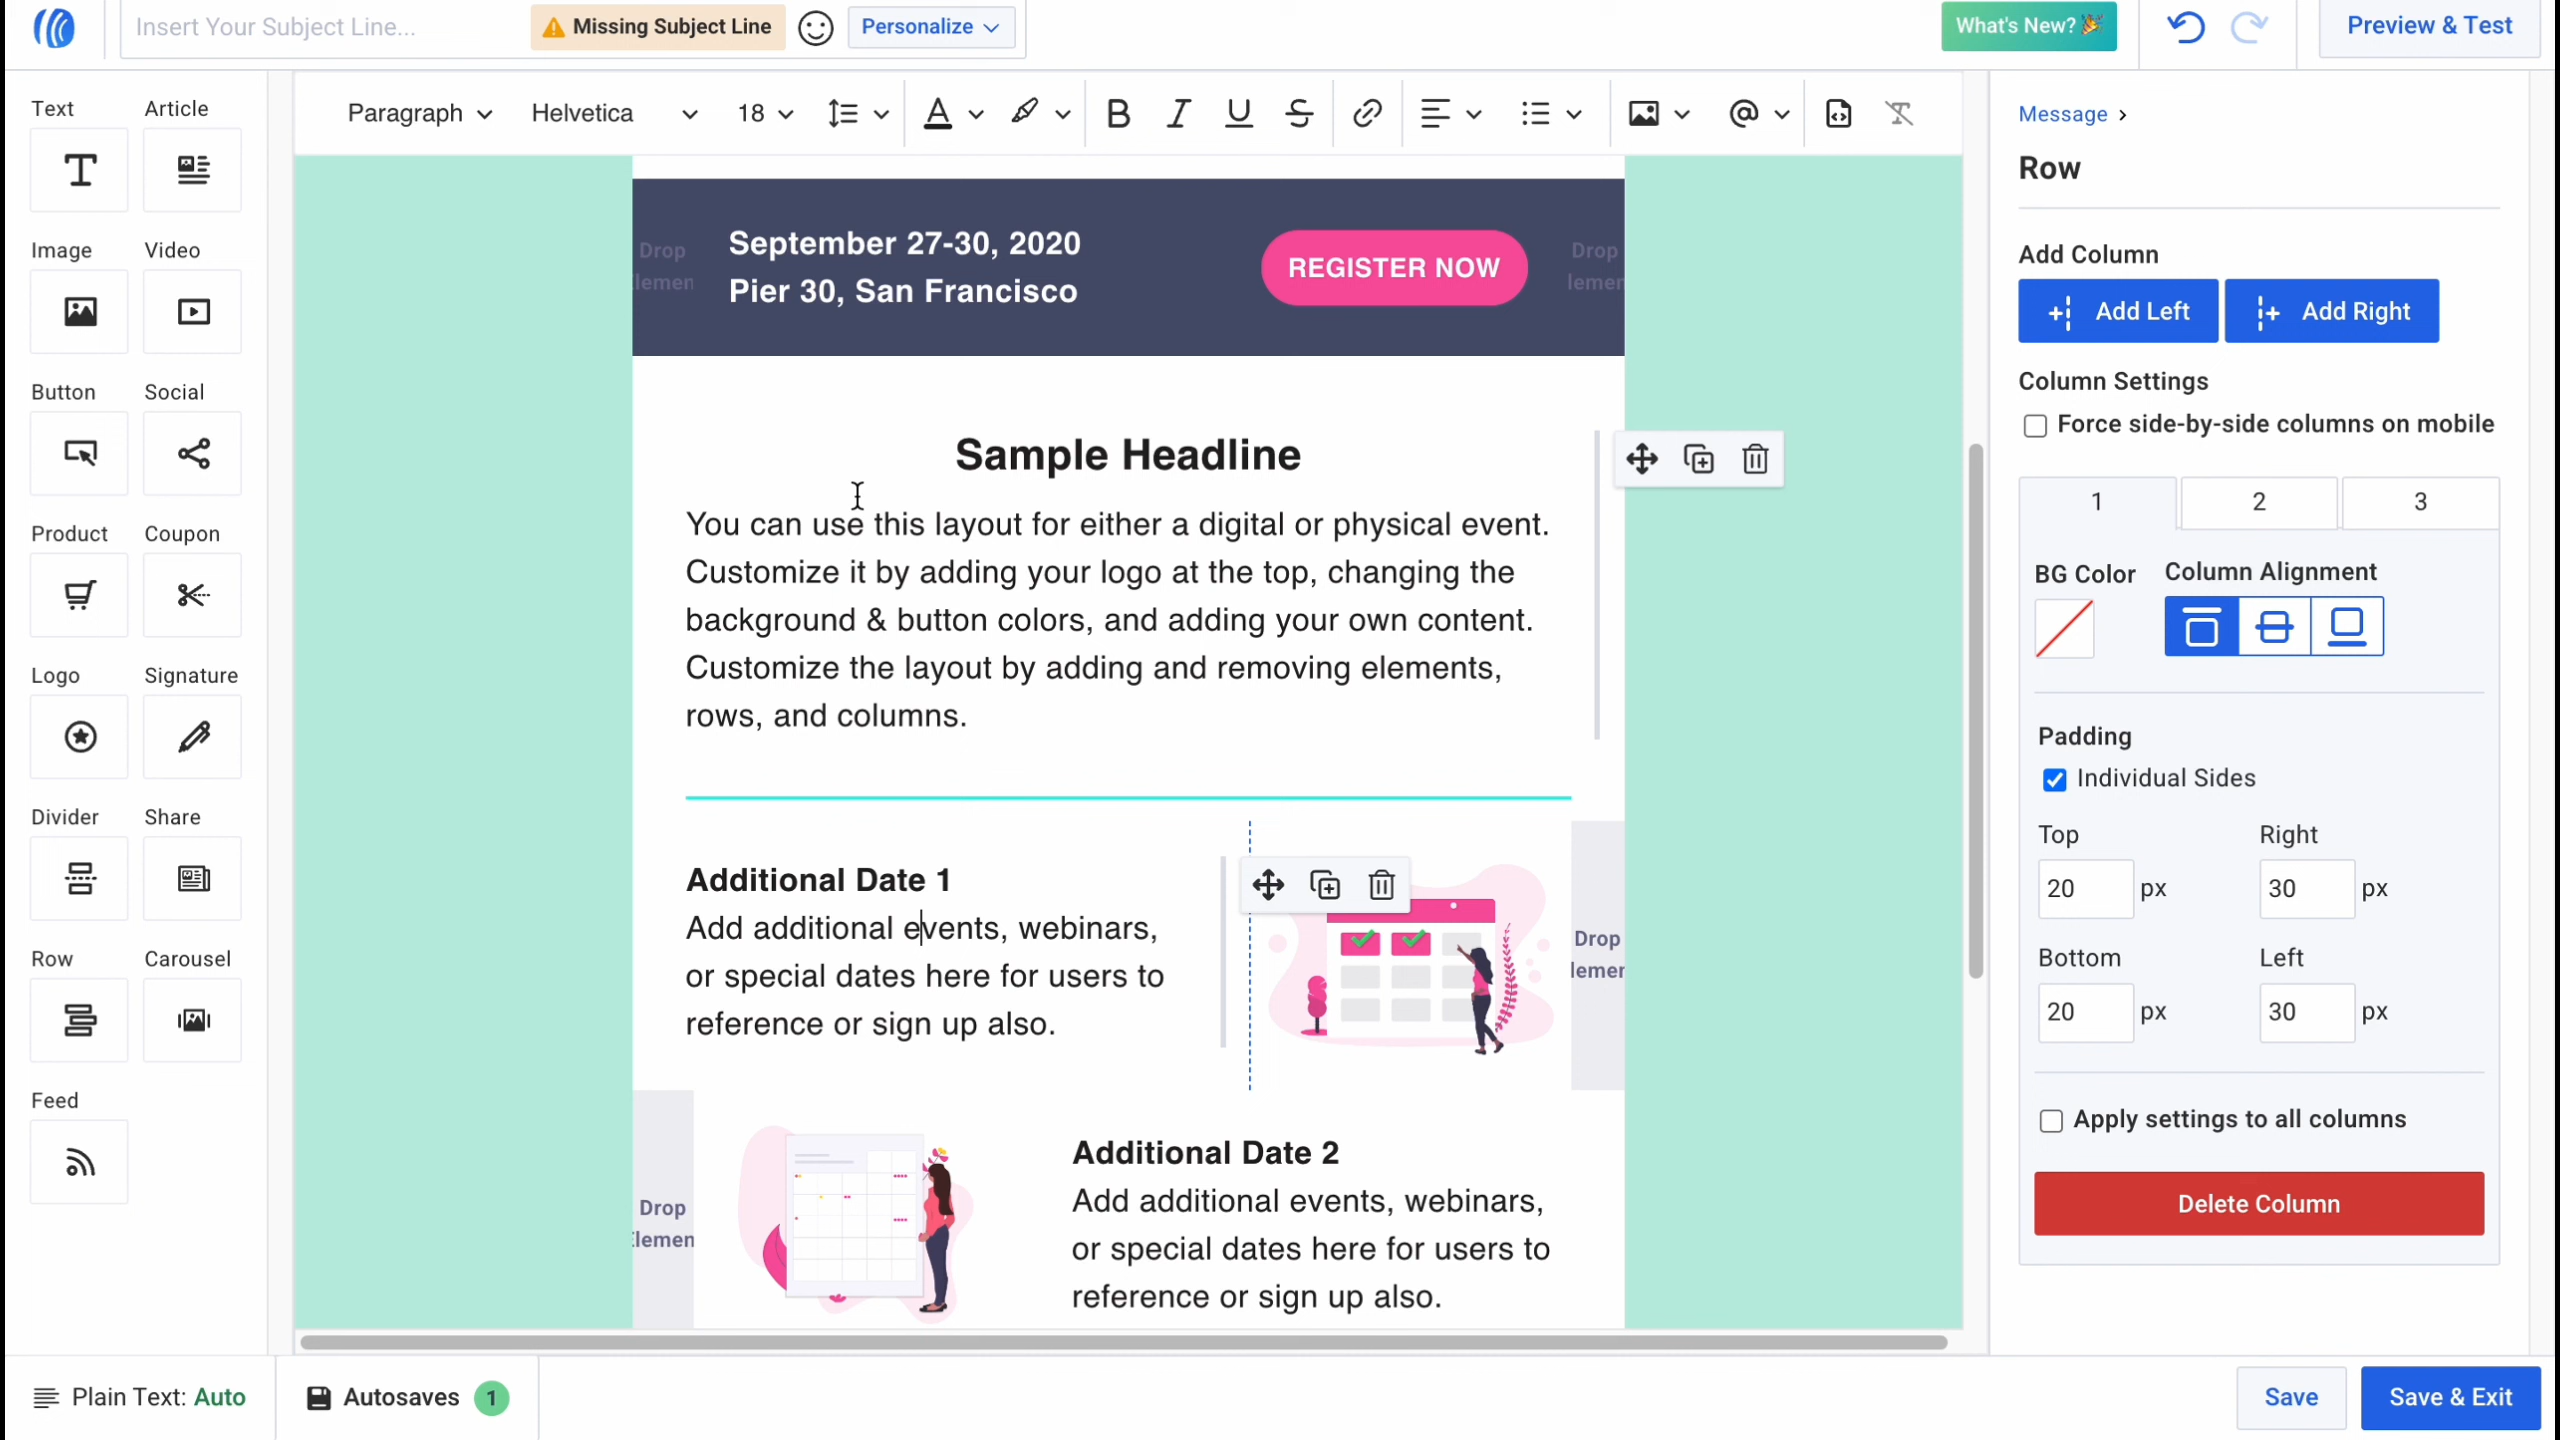 Insert Your Subject Line...
Missing Subject Line
Personalize
What's New?
Preview & Test
Text
Article
Image
Video
Button
Social
Product
Coupon
Logo
Signature
Divider
Share
Row
Carousel
Feed
Paragraph
Helvetica
18
September 27-30, 2020
Pier 30, San Francisco
REGISTER NOW
Drop
lemen
Drop
lemer
Sample Headline
You can use this layout for either a digital or physical event.
Customize it by adding your logo at the top, changing the
background & button colors, and adding your own content.
Customize the layout by adding and removing elements,
rows, and columns.
Additional Date 1
Add additional events, webinars,
or special dates here for users to
reference or sign up also.
Drop
lemer
Drop
Elemen
Additional Date 2
Add additional events, webinars,
or special dates here for users to
reference or sign up also.
Message
Row
Add Column
Add Left
Add Right
Column Settings
Force side-by-side columns on mobile
1
2
3
BG Color
Column Alignment
Padding
Individual Sides
Top
Right
20 px
30 px
Bottom
Left
20 px
30 px
Apply settings to all columns
Delete Column
Plain Text: Auto
Autosaves 1
Save
Save & Exit